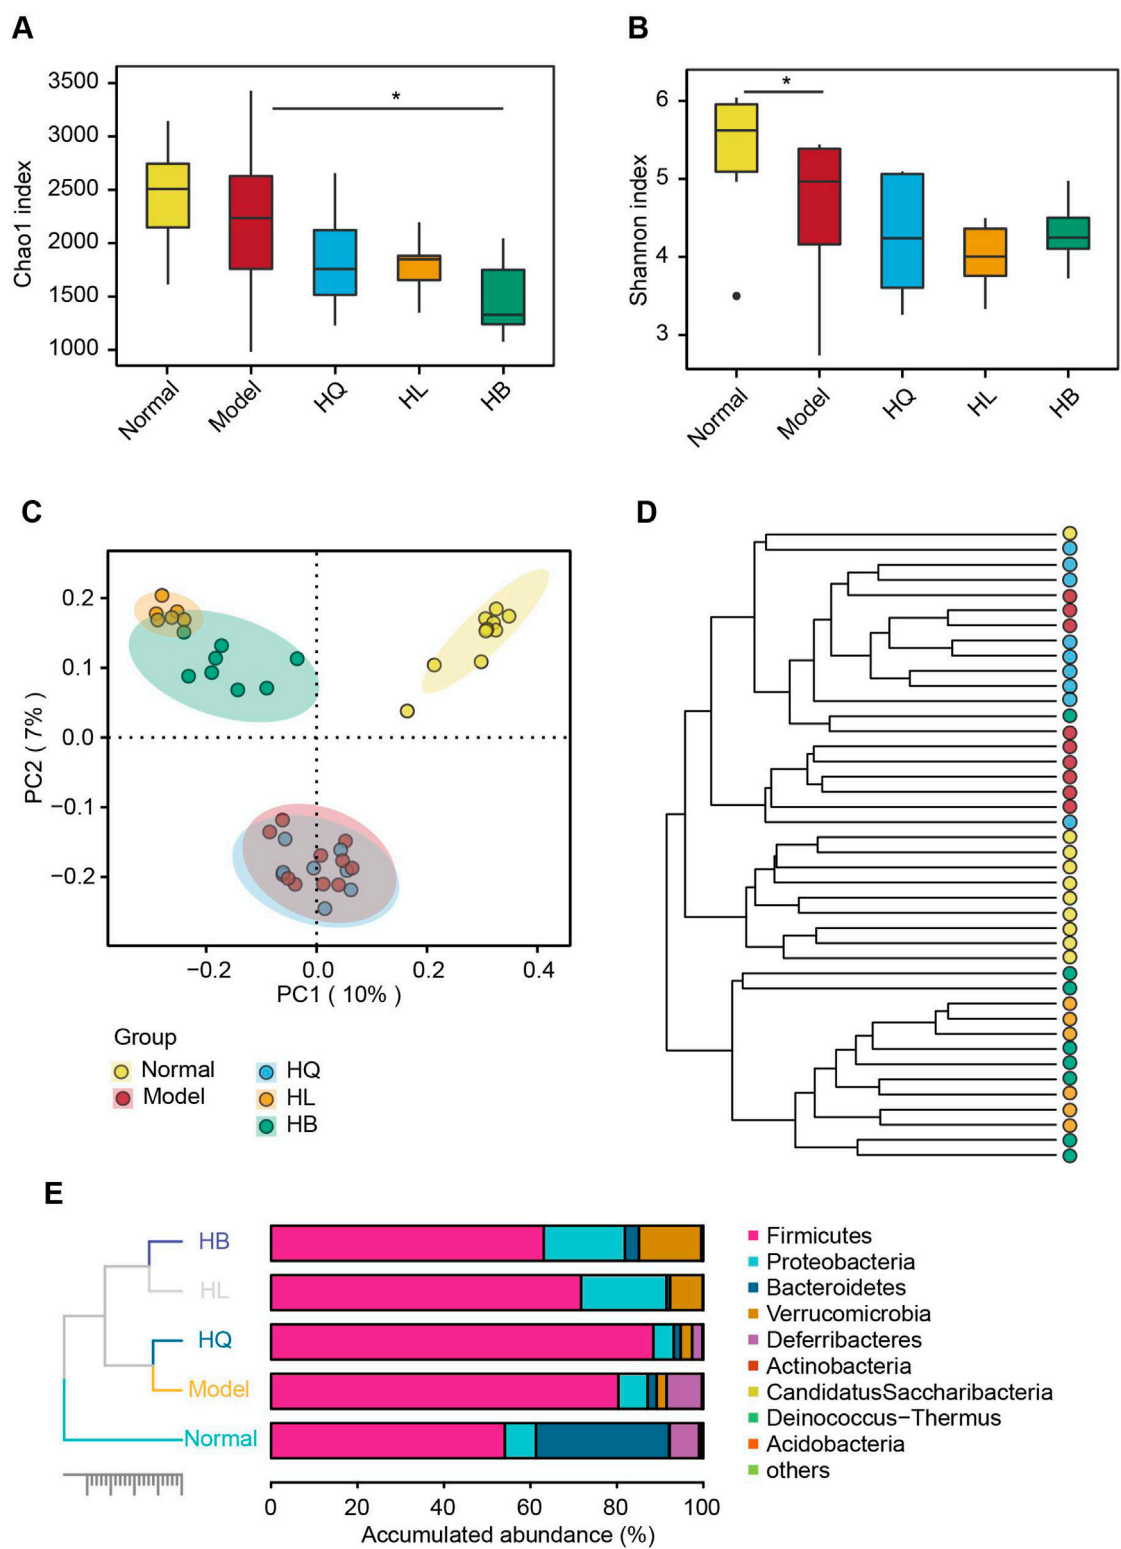 A
3500
3000
2500
2000
1500
1000
Chao1 index
*
Normal
Model
HQ
HL
HB
B
6
5
4
3
Shannon index
*
Normal
Model
HQ
HL
HB
C
0.2
0.1
0.0
−0.1
−0.2
PC2 ( 7% )
−0.2
0.0
0.2
0.4
PC1 ( 10% )
Group
Normal
Model
HQ
HL
HB
D
E
HB
HL
HQ
Model
Normal
0
20
40
60
80
100
Accumulated abundance (%)
Firmicutes
Proteobacteria
Bacteroidetes
Verrucomicrobia
Deferribacteres
Actinobacteria
CandidatusSaccharibacteria
Deinococcus−Thermus
Acidobacteria
others